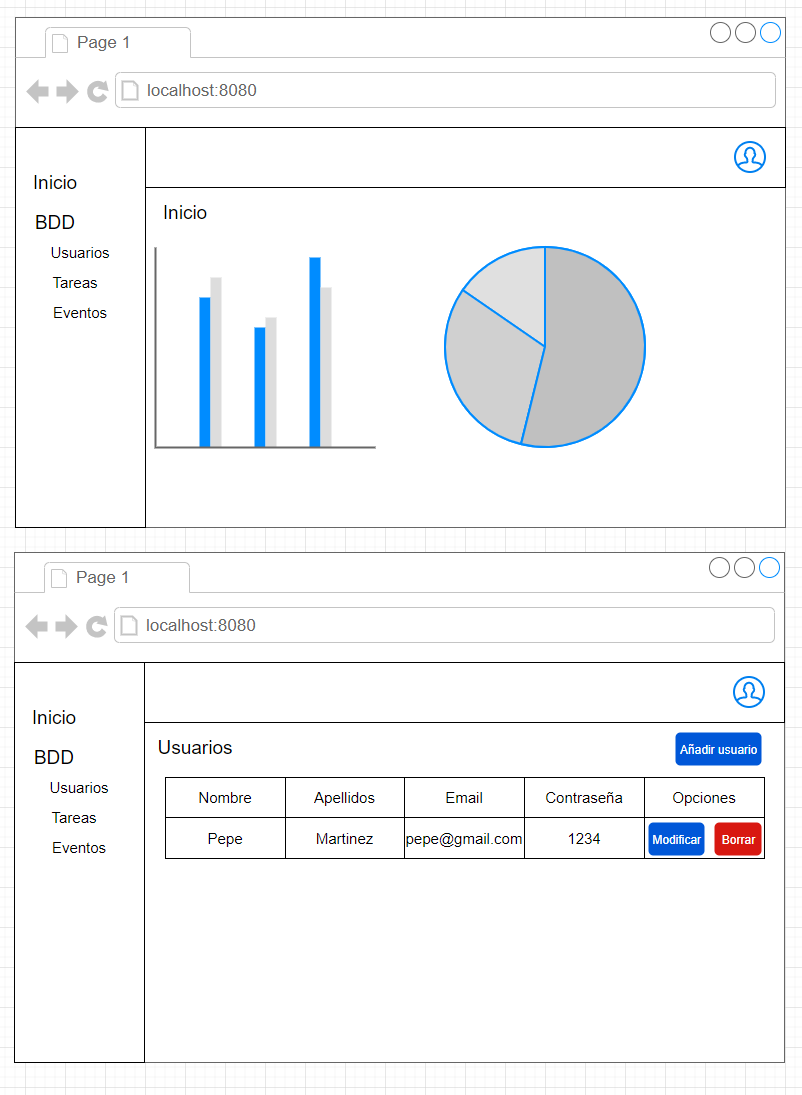 Page 1
localhost:8080
Inicio
BDD
Usuarios
Tareas
Eventos
Inicio
Page 1
localhost:8080
Inicio
BDD
Usuarios
Tareas
Eventos
Usuarios
Añadir usuario
Nombre Apellidos Email Contraseña Opciones
Pepe Martinez pepe@gmail.com 1234 Modificar Borrar